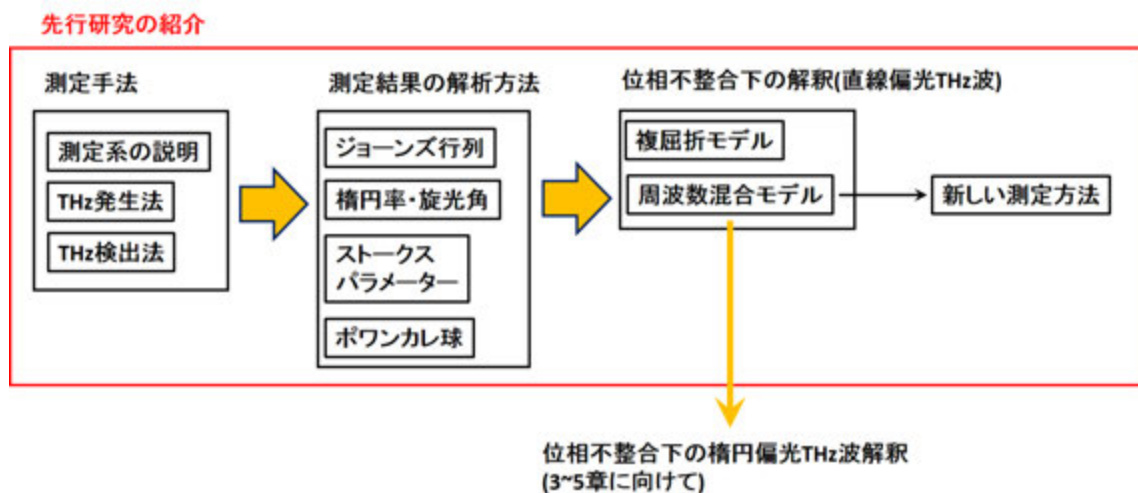 先行研究の紹介
測定手法
測定系の説明
THz発生法
THz検出法
測定結果の解析方法
ジョーンズ行列
楕円率・旋光角
ストークス
パラメーター
ポワンカレ球
位相不整合下の解釈(直線偏光THz波)
複屈折モデル
周波数混合モデル
新しい測定方法
位相不整合下の楕円偏光THz波解釈
(3~5章に向けて)